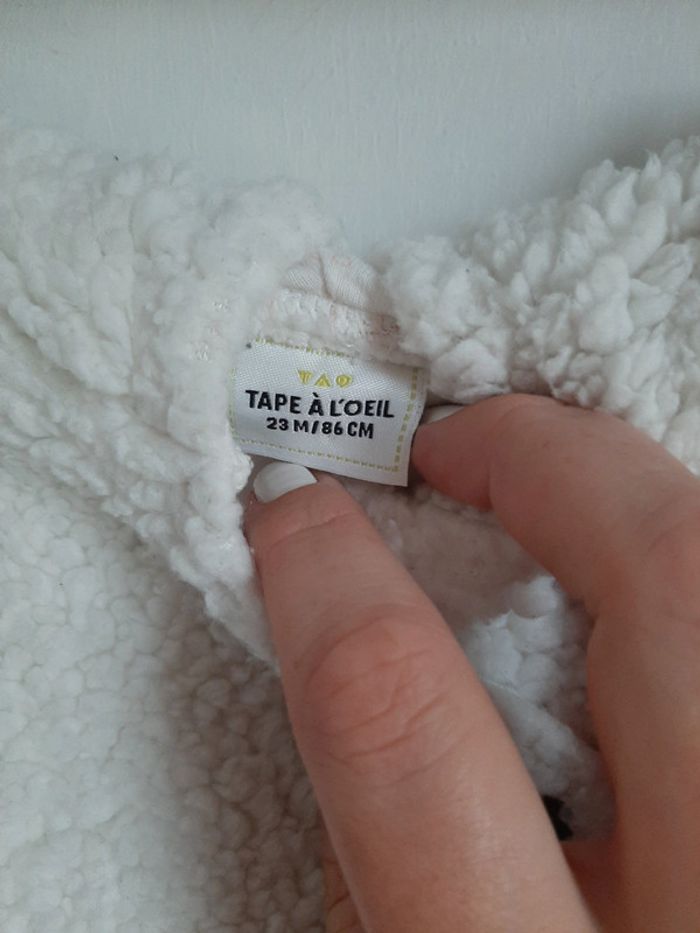 TAO
TAPE À L'OEIL
23 M/86 CM